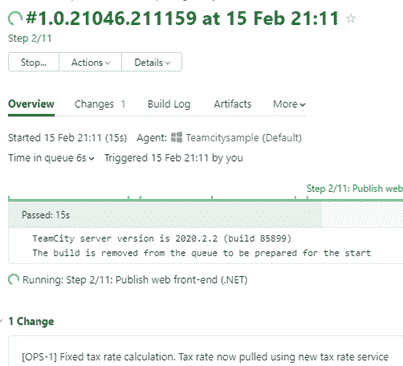 #1.0.21046.211159 at 15 Feb 21:11
Step 2/11
Stop... Actions Details
Overview Changes 1 Build Log Artifacts More
Started 15 Feb 21:11 (15s) Agent: Teamcitysample (Default)
Time in queue 6s Triggered 15 Feb 21:11 by you
Step 2/11: Publish web
Passed: 15s
TeamCity server version is 2020.2.2 (build 85899)
The build is removed from the queue to be prepared for the start
Running: Step 2/11: Publish web front-end (.NET)
1 Change
[OPS-1] Fixed tax rate calculation. Tax rate now pulled using new tax rate service